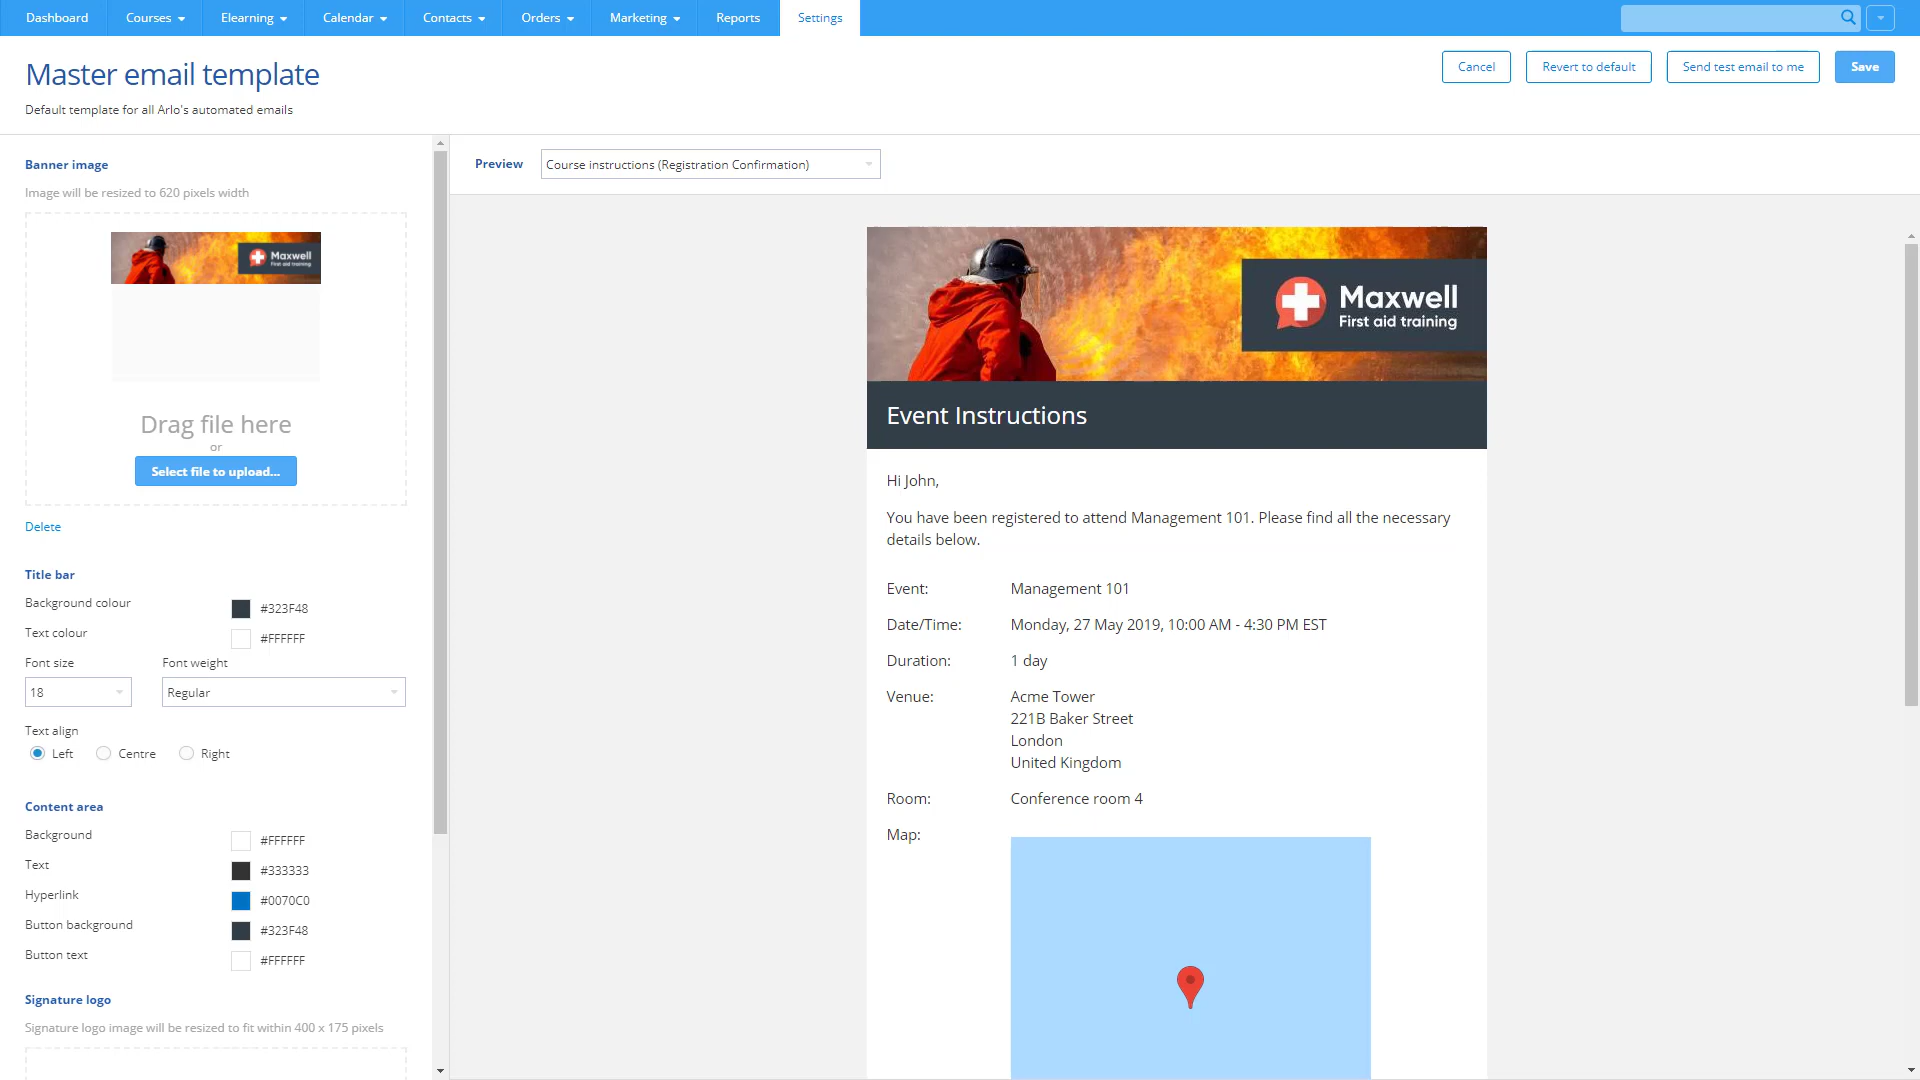 Dashboard
Courses
Elearning
Calendar
Contacts
Orders
Marketing
Reports
Settings
Master email template
Default template for all Arlo's automated emails
Cancel
Revert to default
Send test email to me
Save
Banner image
Image will be resized to 620 pixels width
Maxwell
First aid training
Drag file here
or
Select file to upload...
Delete
Title bar
Background colour
#323F48
Text colour
#FFFFFF
Font size
Font weight
18
Regular
Text align
Left
Centre
Right
Content area
Background
#FFFFFF
Text
#333333
Hyperlink
#0070C0
Button background
#323F48
Button text
#FFFFFF
Signature logo
Signature logo image will be resized to fit within 400 x 175 pixels
Preview
Course instructions (Registration Confirmation)
Maxwell
First aid training
Event Instructions
Hi John,
You have been registered to attend Management 101. Please find all the necessary
details below.
Event:
Management 101
Date/Time:
Monday, 27 May 2019, 10:00 AM - 4:30 PM EST
Duration:
1 day
Venue:
Acme Tower
221B Baker Street
London
United Kingdom
Room:
Conference room 4
Map: